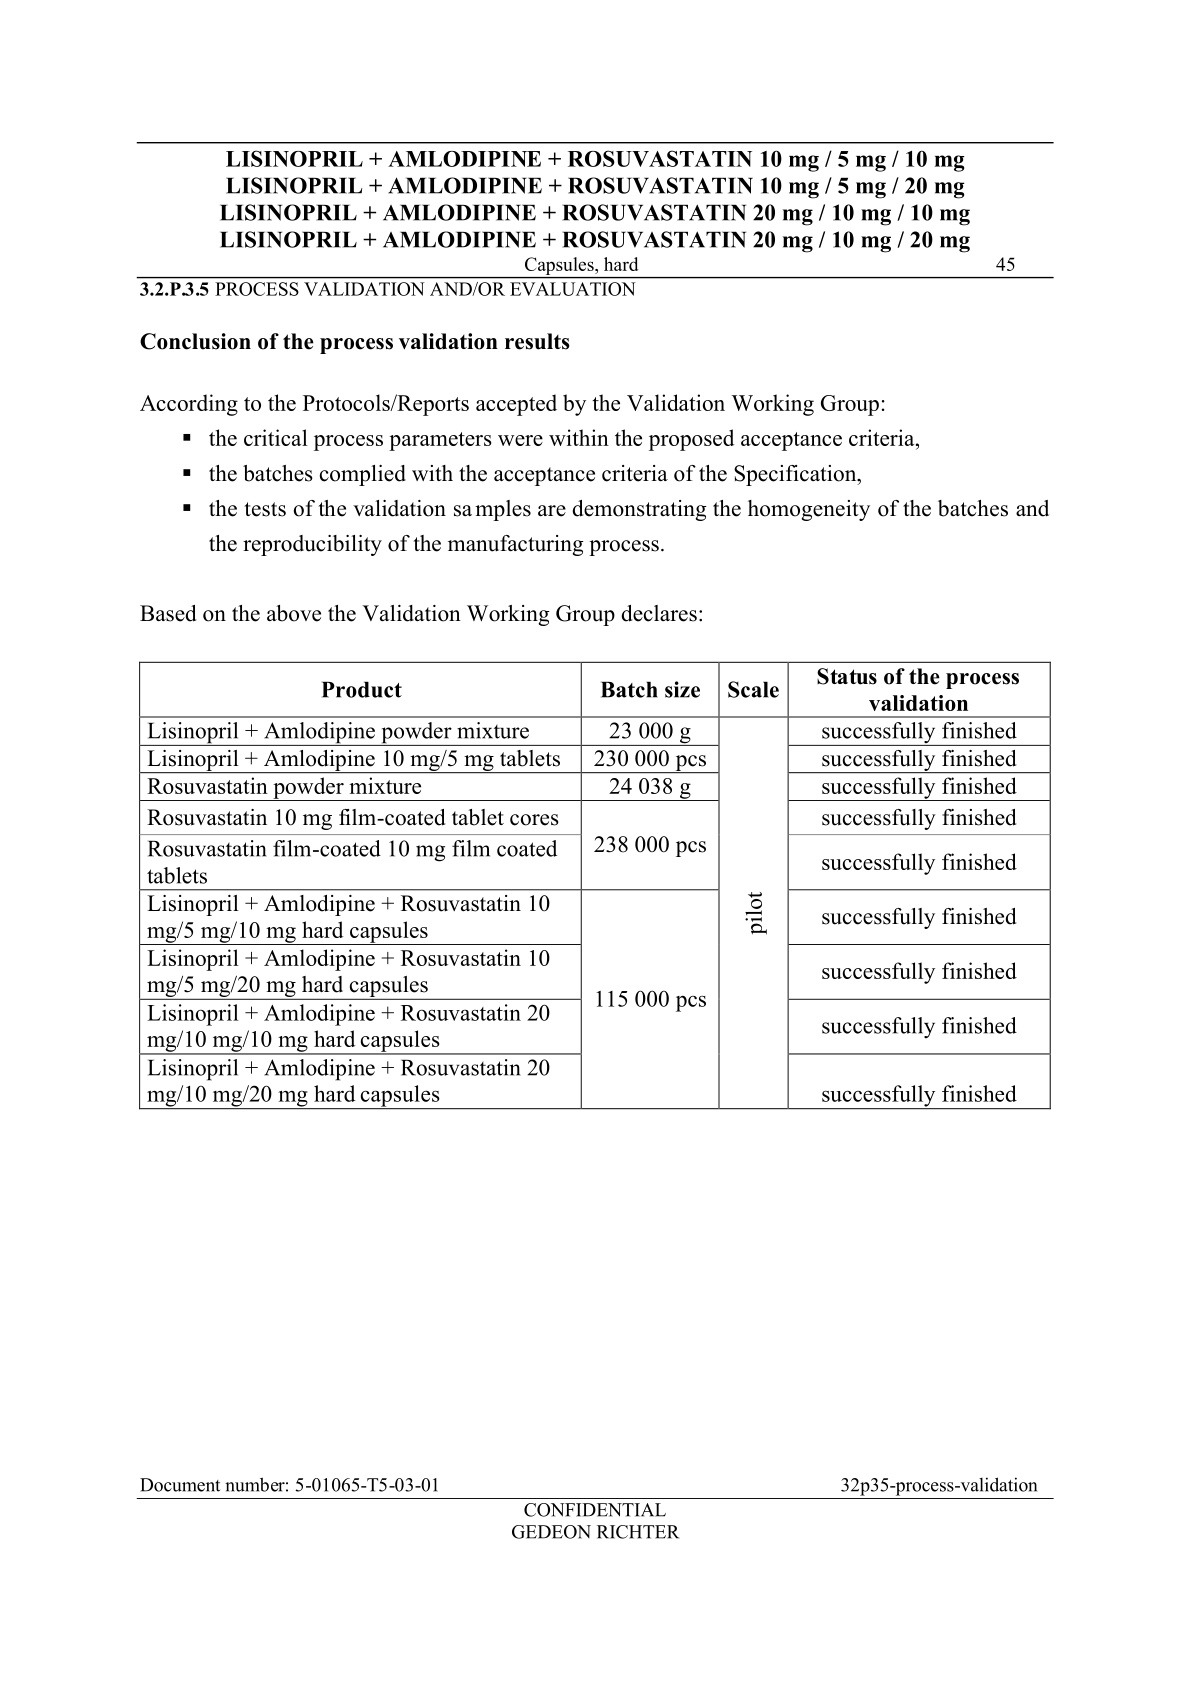 LISINOPRIL + AMLODIPINE + ROSUVASTATIN 10 mg / 5 mg / 10 mg
LISINOPRIL + AMLODIPINE + ROSUVASTATIN 10 mg / 5 mg / 20 mg
LISINOPRIL + AMLODIPINE + ROSUVASTATIN 20 mg / 10 mg / 10 mg
LISINOPRIL + AMLODIPINE + ROSUVASTATIN 20 mg / 10 mg / 20 mg
Capsules, hard 45
3.2.P.3.5 PROCESS VALIDATION AND/OR EVALUATION
Conclusion of the process validation results
According to the Protocols/Reports accepted by the Validation Working Group:
▪ the critical process parameters were within the proposed acceptance criteria,
▪ the batches complied with the acceptance criteria of the Specification,
▪ the tests of the validation samples are demonstrating the homogeneity of the batches and
the reproducibility of the manufacturing process.
Based on the above the Validation Working Group declares:
Product Batch size Scale Status of the process
validation
Lisinopril + Amlodipine powder mixture 23 000 g successfully finished
Lisinopril + Amlodipine 10 mg/5 mg tablets 230 000 pcs successfully finished
Rosuvastatin powder mixture 24 038 g successfully finished
Rosuvastatin 10 mg film-coated tablet cores successfully finished
238 000 pcs
Rosuvastatin film-coated 10 mg film coated
tablets successfully finished
pilot
Lisinopril + Amlodipine + Rosuvastatin 10
mg/5 mg/10 mg hard capsules successfully finished
Lisinopril + Amlodipine + Rosuvastatin 10
mg/5 mg/20 mg hard capsules successfully finished
115 000 pcs
Lisinopril + Amlodipine + Rosuvastatin 20
mg/10 mg/10 mg hard capsules successfully finished
Lisinopril + Amlodipine + Rosuvastatin 20
mg/10 mg/20 mg hard capsules successfully finished
Document number: 5-01065-T5-03-01 32p35-process-validation
CONFIDENTIAL
GEDEON RICHTER